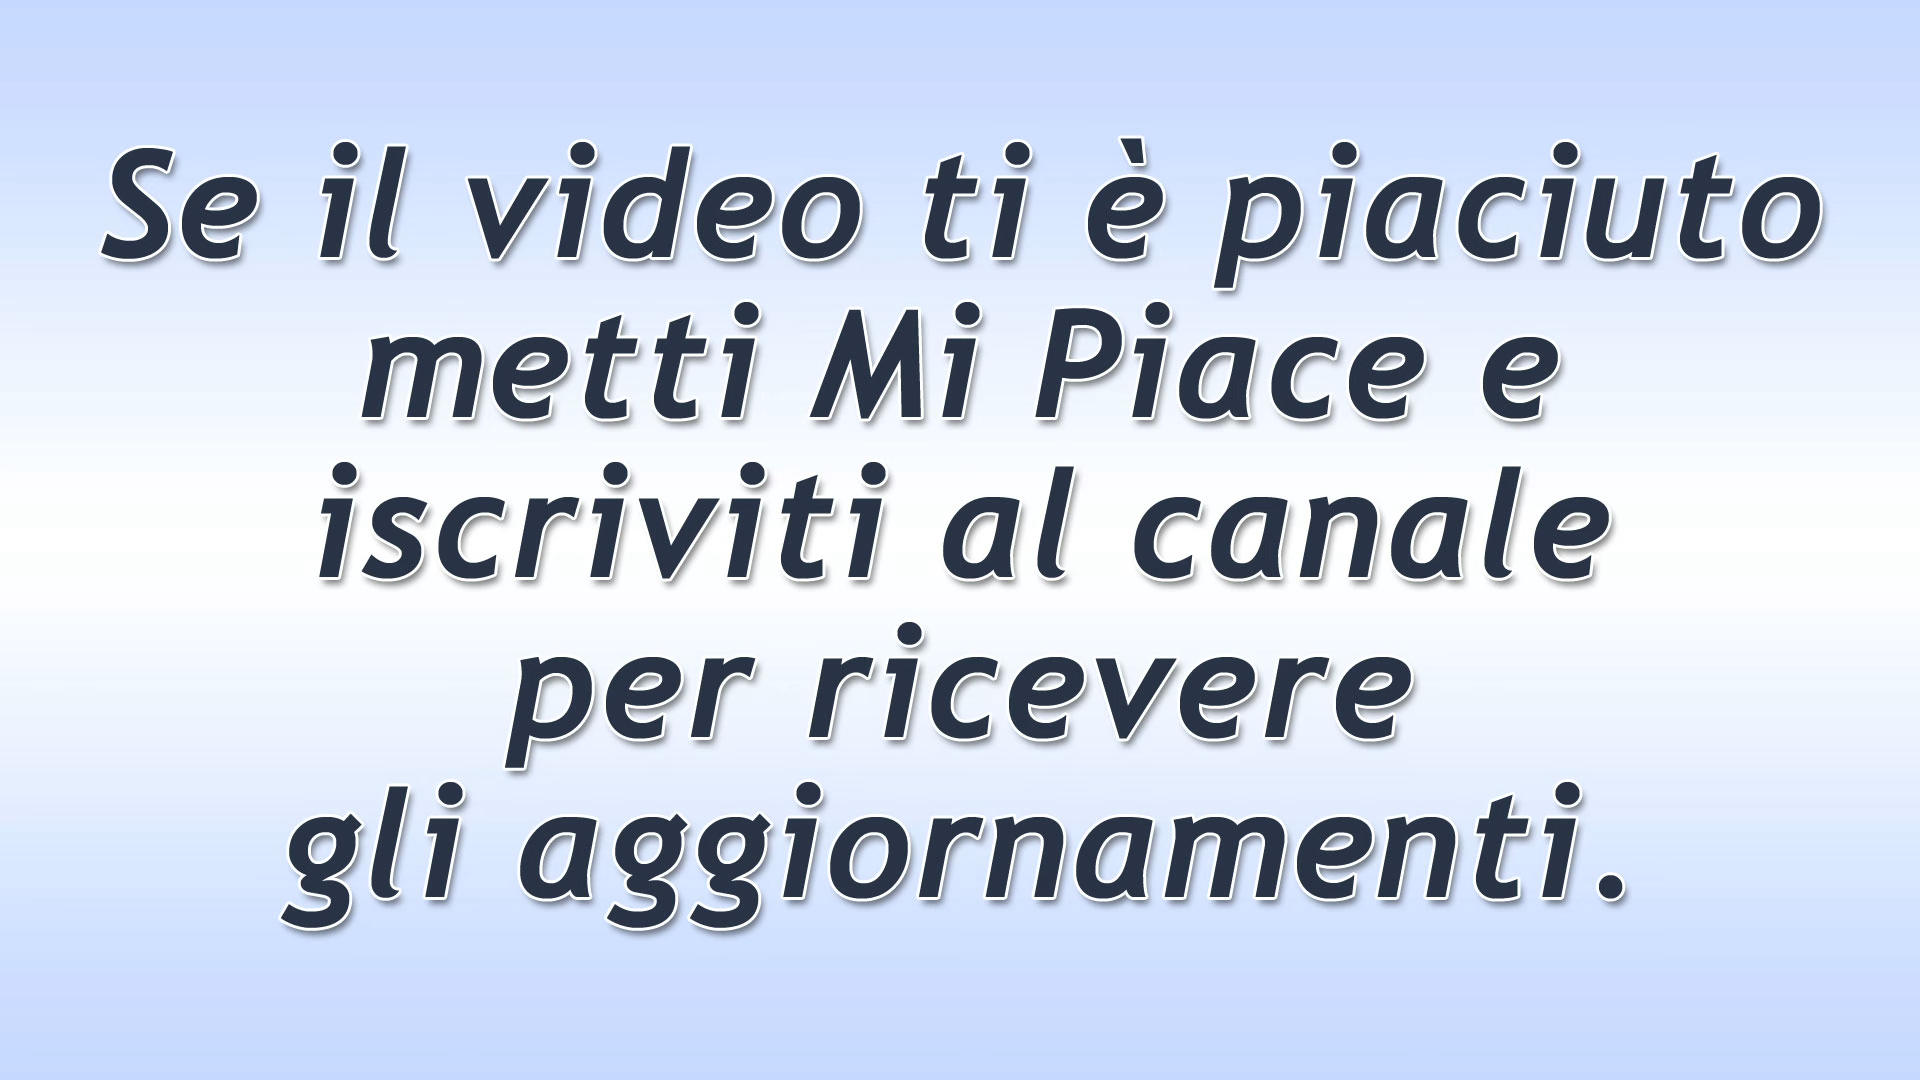 Se il video ti è piaciuto
metti Mi Piace e
iscriviti al canale
per ricevere
gli aggiornamenti.